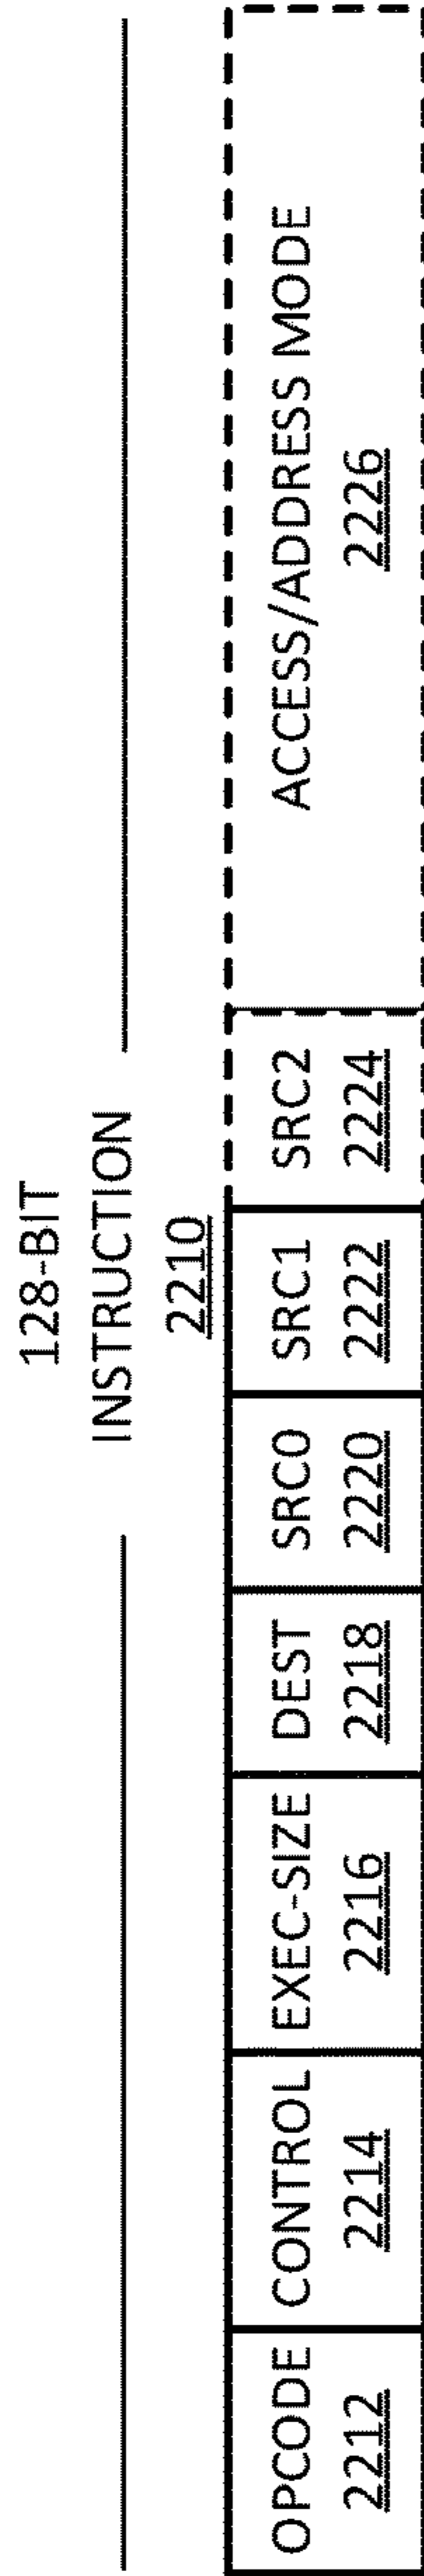 128-BIT
INSTRUCTION
2210
OPCODE
2212
CONTROL
2214
EXEC-SIZE
2216
DEST
2218
SRC0
2220
SRC1
2222
SRC2
2224
ACCESS/ADDRESS MODE
2226